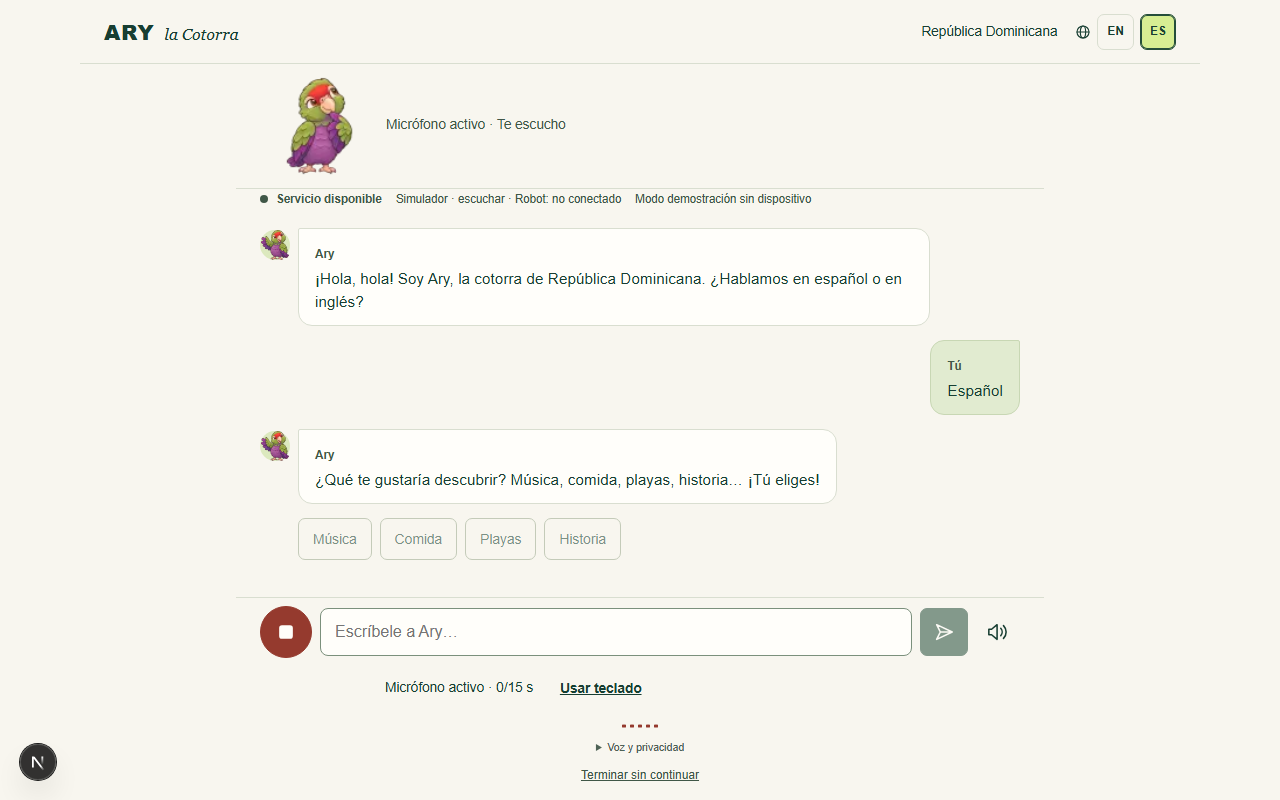 ARY la Cotorra
República Dominicana
EN
ES
Micrófono activo · Te escucho
Servicio disponible Simulador · escuchar · Robot: no conectado Modo demostración sin dispositivo
Ary
¡Hola, hola! Soy Ary, la cotorra de República Dominicana. ¿Hablamos en español o en
inglés?
Tú
Español
Ary
¿Qué te gustaría descubrir? Música, comida, playas, historia… ¡Tú eliges!
Música
Comida
Playas
Historia
Escríbele a Ary…
Micrófono activo · 0/15 s Usar teclado
Voz y privacidad
Terminar sin continuar
N